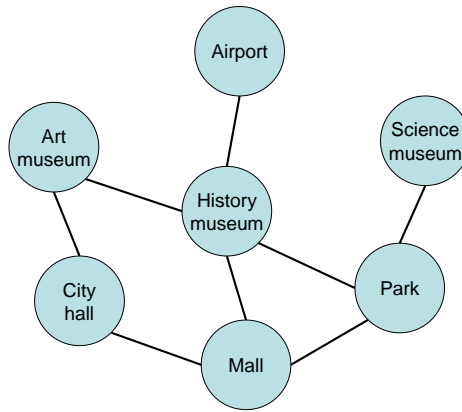 Airport
Art
museum
Science
museum
History
museum
City
hall
Park
Mall